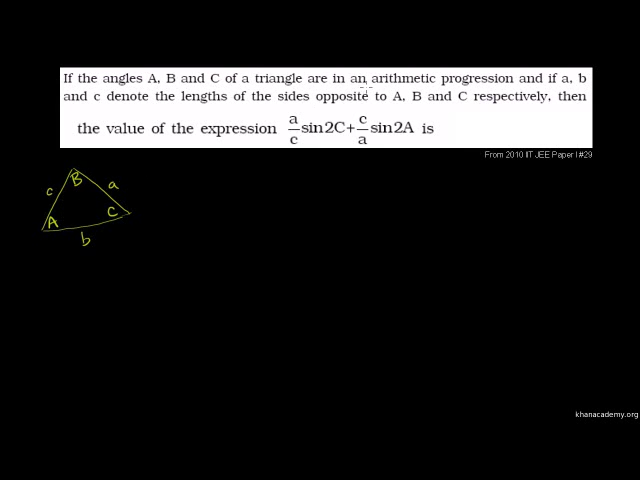 If the angles A, B and C of a triangle are in an arithmetic progression and if a, b
and c denote the lengths of the sides opposite to A, B and C respectively, then
the value of the expression a/c sin2C + c/a sin2A is
From 2010 IIT JEE Paper I #29
B
c
a
A
C
b
khanacademy.org